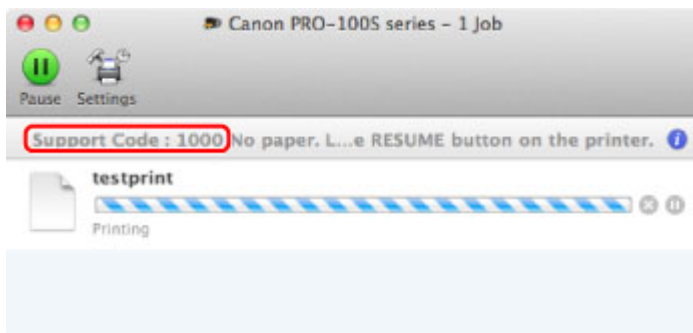 Canon PRO-100S series – 1 Job
Pause Settings
Support Code : 1000 No paper. L...e RESUME button on the printer.
testprint
Printing